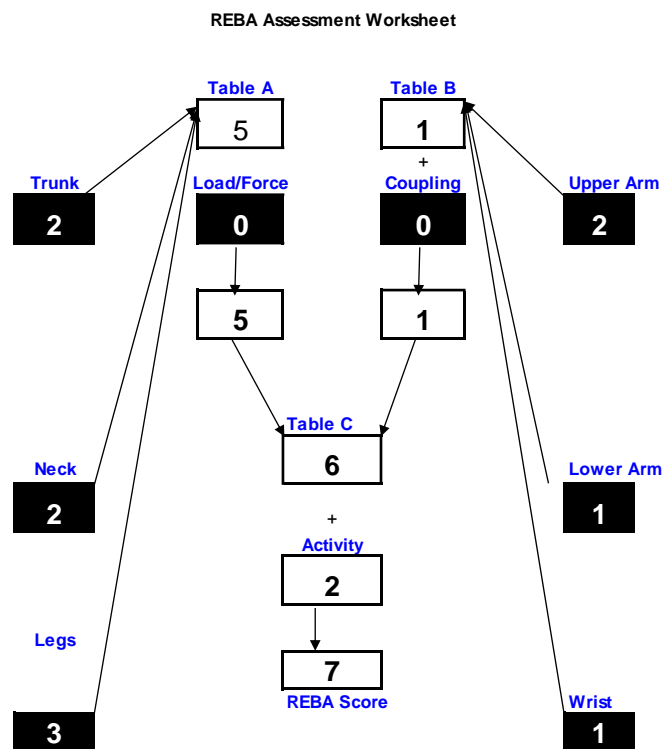 REBA Assessment Worksheet
Table A
Table B
5
1
+
Trunk
Load/Force
Coupling
Upper Arm
2
0
0
2
5
1
Table C
6
Neck
Lower Arm
2
1
+
Activity
2
Legs
7
REBA Score
Wrist
3
1